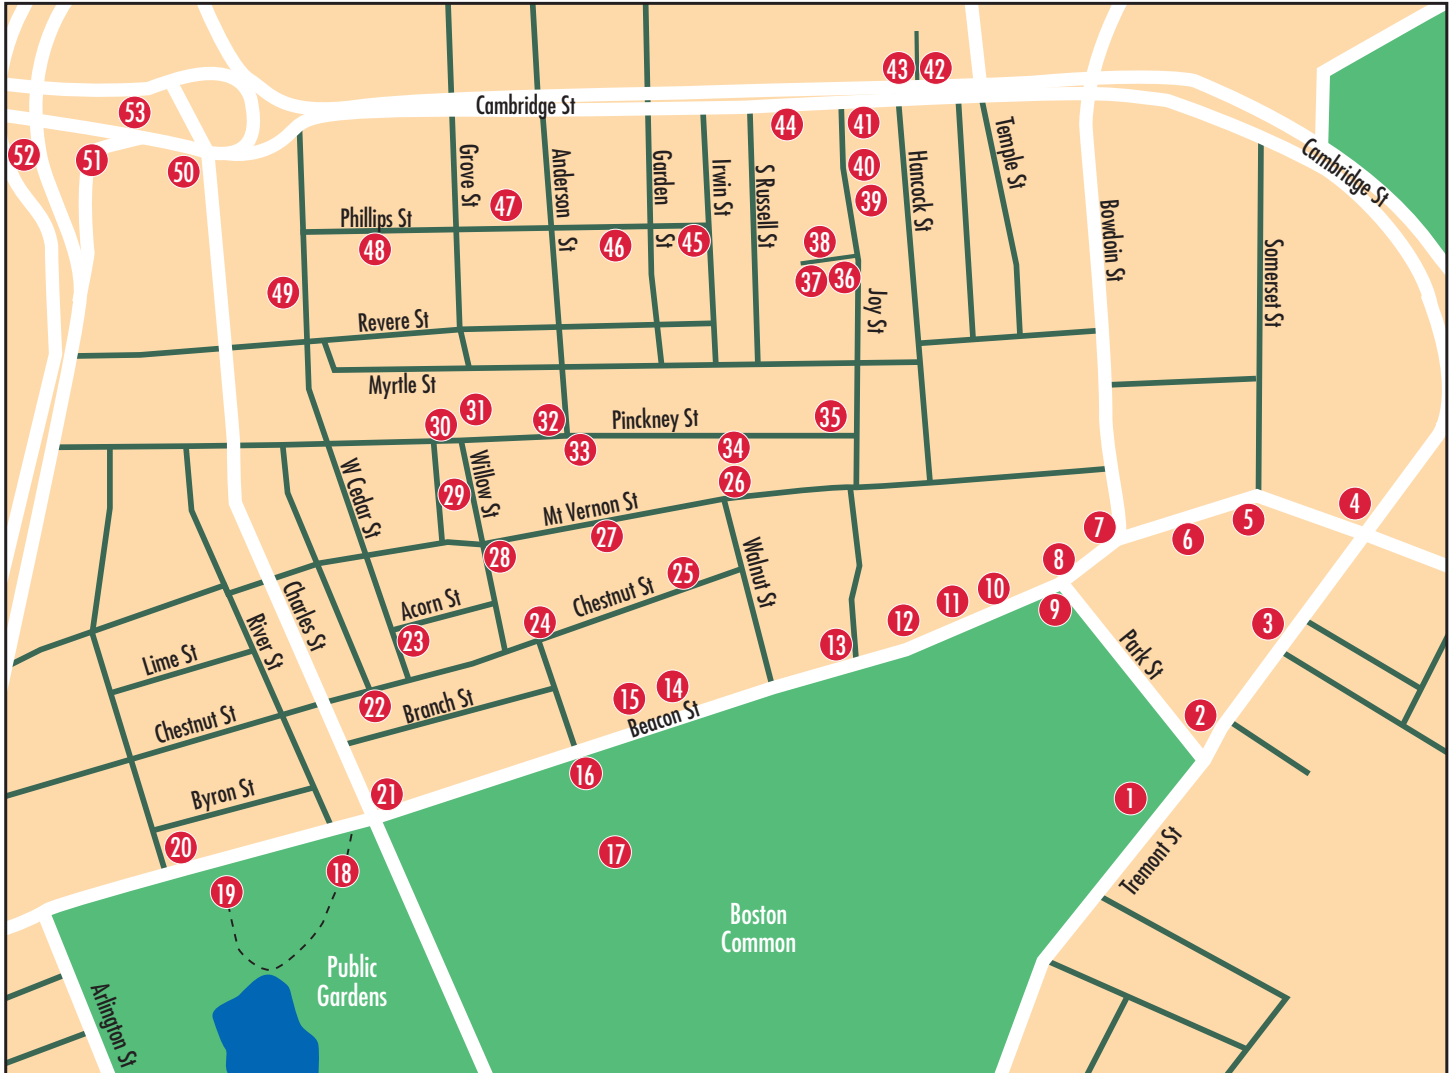 43
42
53
Cambridge St
44
41
52
51
50
Grove St
Anderson
St
Garden
St
Irwin St
S Russell St
40
Hancock St
Temple St
Cambridge St
47
39
Phillips St
48
46
45
38
37
36
Bowdoin St
Somerset St
49
Joy St
Revere St
Myrtle St
30
31
32
Pinckney St
35
33
34
W Cedar St
29
Willow St
26
Mt Vernon St
27
28
7
6
5
4
8
Walnut St
25
Chestnut St
Acorn St
10
11
9
12
24
23
13
3
Park St
Charles St
River St
Lime St
22
Branch St
15
14
Beacon St
2
Chestnut St
16
1
Byron St
21
20
17
18
19
Tremont St
Boston
Common
Public
Gardens
Arlington St